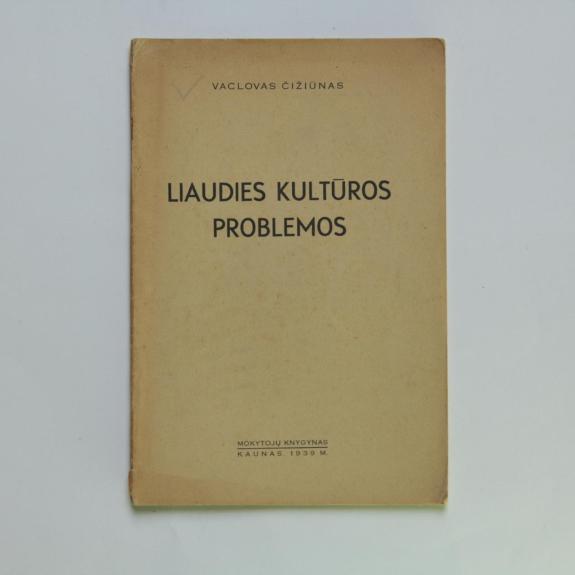 VACLOVAS ČIŽIŪNAS
LIAUDIES KULTŪROS
PROBLEMOS
MOKYTOJŲ KNYGYNAS
KAUNAS. 1939 M.